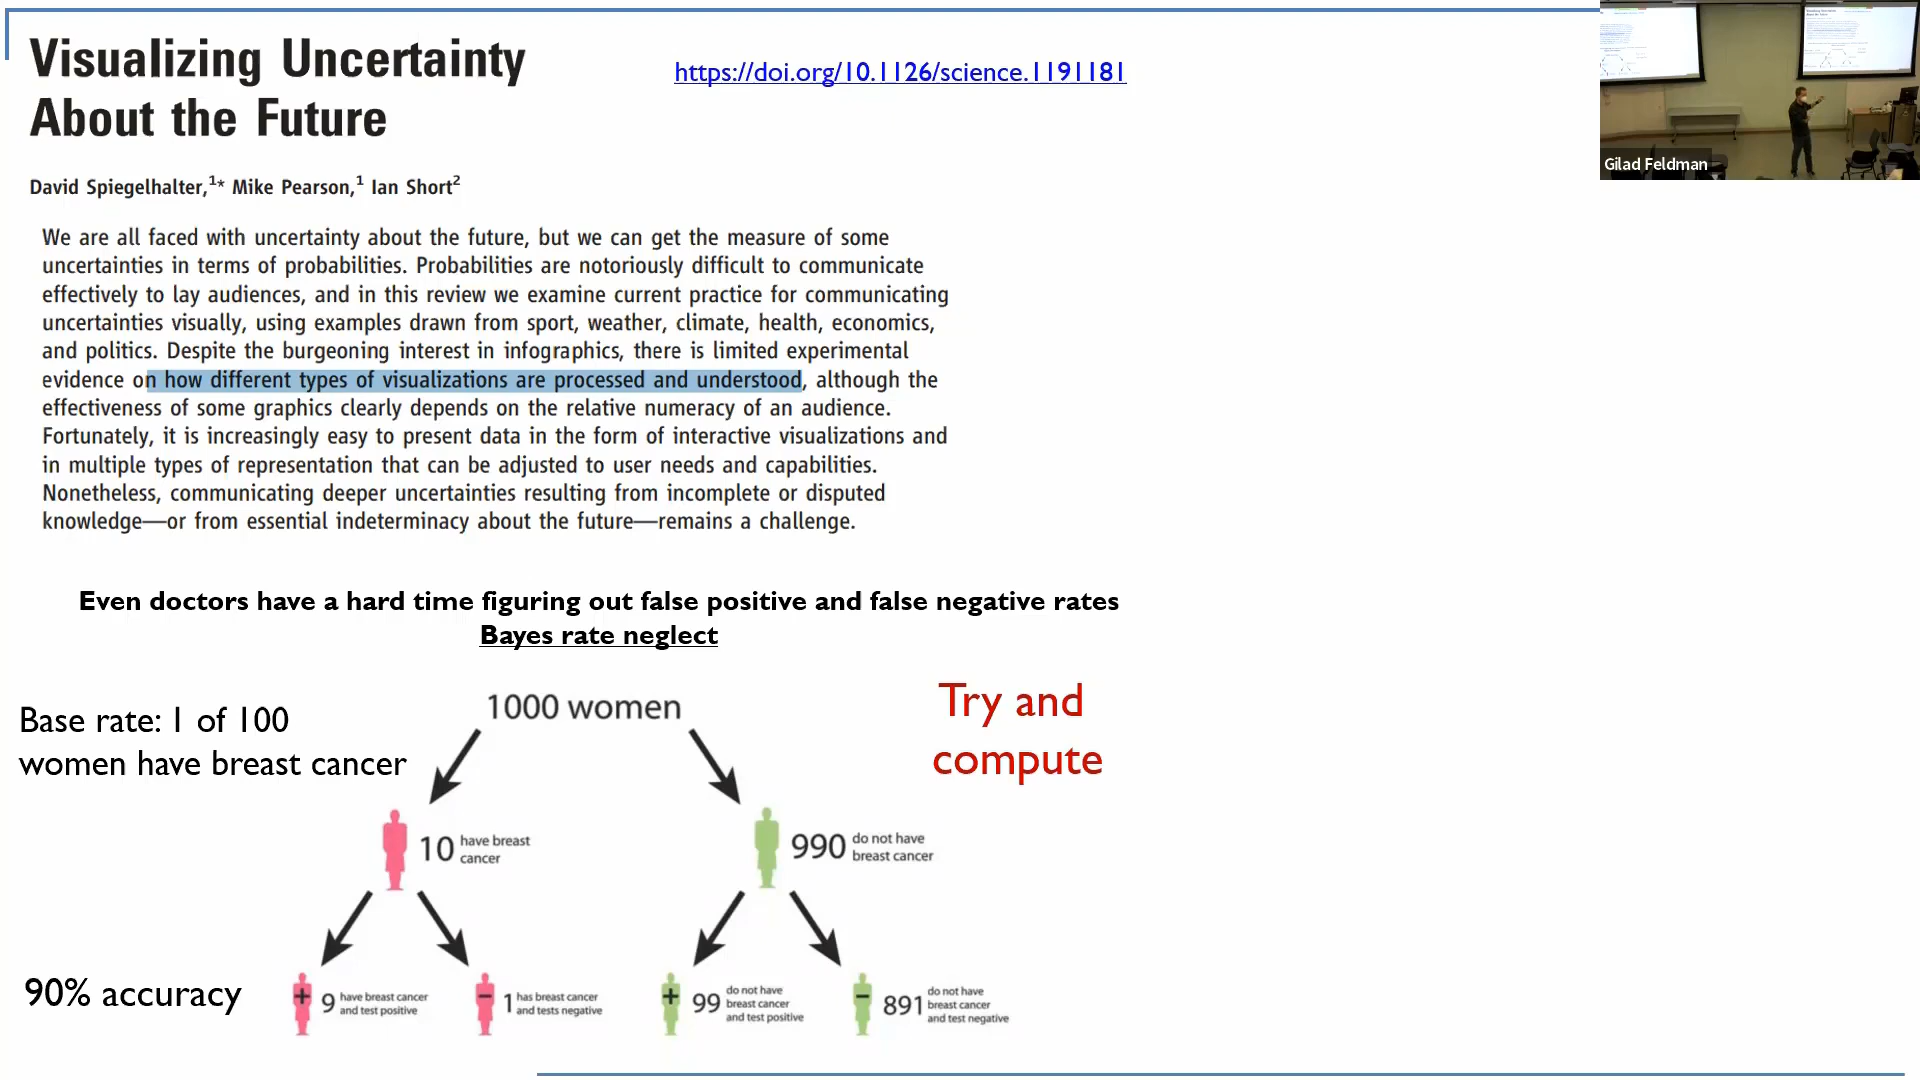 Visualizing Uncertainty
About the Future
https://doi.org/10.1126/science.1191181
David Spiegelhalter,1* Mike Pearson,1 Ian Short2
We are all faced with uncertainty about the future, but we can get the measure of some
uncertainties in terms of probabilities. Probabilities are notoriously difficult to communicate
effectively to lay audiences, and in this review we examine current practice for communicating
uncertainties visually, using examples drawn from sport, weather, climate, health, economics,
and politics. Despite the burgeoning interest in infographics, there is limited experimental
evidence on how different types of visualizations are processed and understood, although the
effectiveness of some graphics clearly depends on the relative numeracy of an audience.
Fortunately, it is increasingly easy to present data in the form of interactive visualizations and
in multiple types of representation that can be adjusted to user needs and capabilities.
Nonetheless, communicating deeper uncertainties resulting from incomplete or disputed
knowledge—or from essential indeterminacy about the future—remains a challenge.
Even doctors have a hard time figuring out false positive and false negative rates
Bayes rate neglect
Base rate: 1 of 100
women have breast cancer
1000 women
Try and
compute
10 have breast
cancer
990 do not have
breast cancer
90% accuracy
+ 9 have breast cancer
and test positive
− 1 has breast cancer
and tests negative
+ 99 do not have
breast cancer
and test positive
− 891 do not have
breast cancer
and test negative
Gilad Feldman